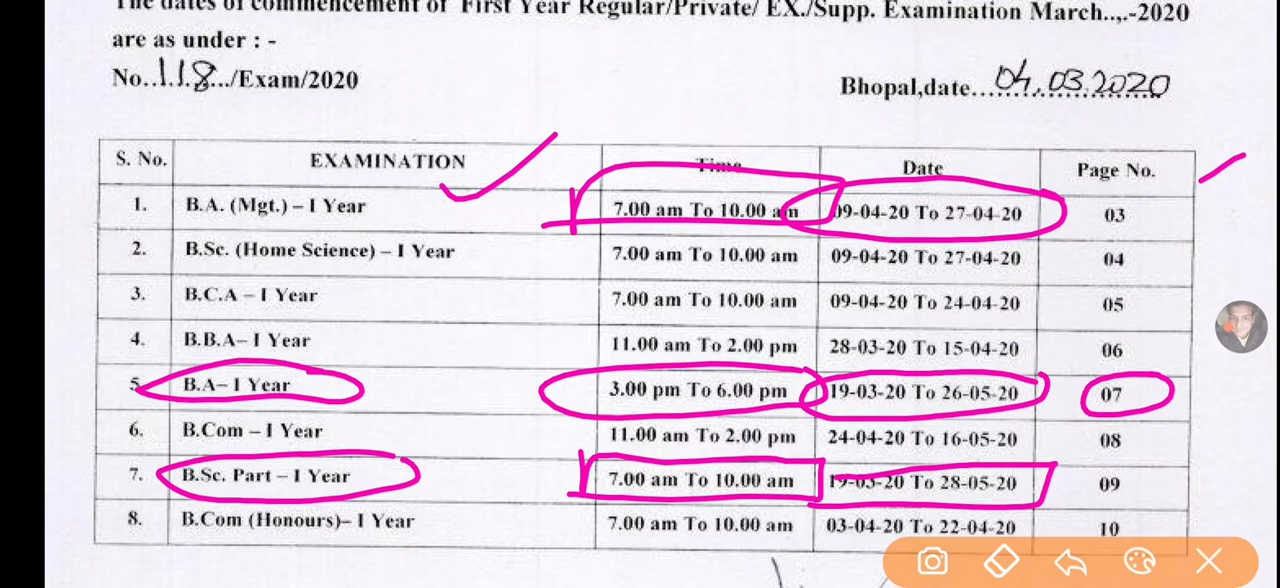 The dates of commencement of First Year Regular/Private/ EX./Supp. Examination March..,.-2020
are as under : -
No..118../Exam/2020
Bhopal,date....04.03.2020
S. No. EXAMINATION Time Date Page No.
1. B.A. (Mgt.) – I Year 7.00 am To 10.00 am 09-04-20 To 27-04-20 03
2. B.Sc. (Home Science) – I Year 7.00 am To 10.00 am 09-04-20 To 27-04-20 04
3. B.C.A – I Year 7.00 am To 10.00 am 09-04-20 To 24-04-20 05
4. B.B.A– I Year 11.00 am To 2.00 pm 28-03-20 To 15-04-20 06
5. B.A– I Year 3.00 pm To 6.00 pm 19-03-20 To 26-05-20 07
6. B.Com – I Year 11.00 am To 2.00 pm 24-04-20 To 16-05-20 08
7. B.Sc. Part – I Year 7.00 am To 10.00 am 19-03-20 To 28-05-20 09
8. B.Com (Honours)– I Year 7.00 am To 10.00 am 03-04-20 To 22-04-20 10